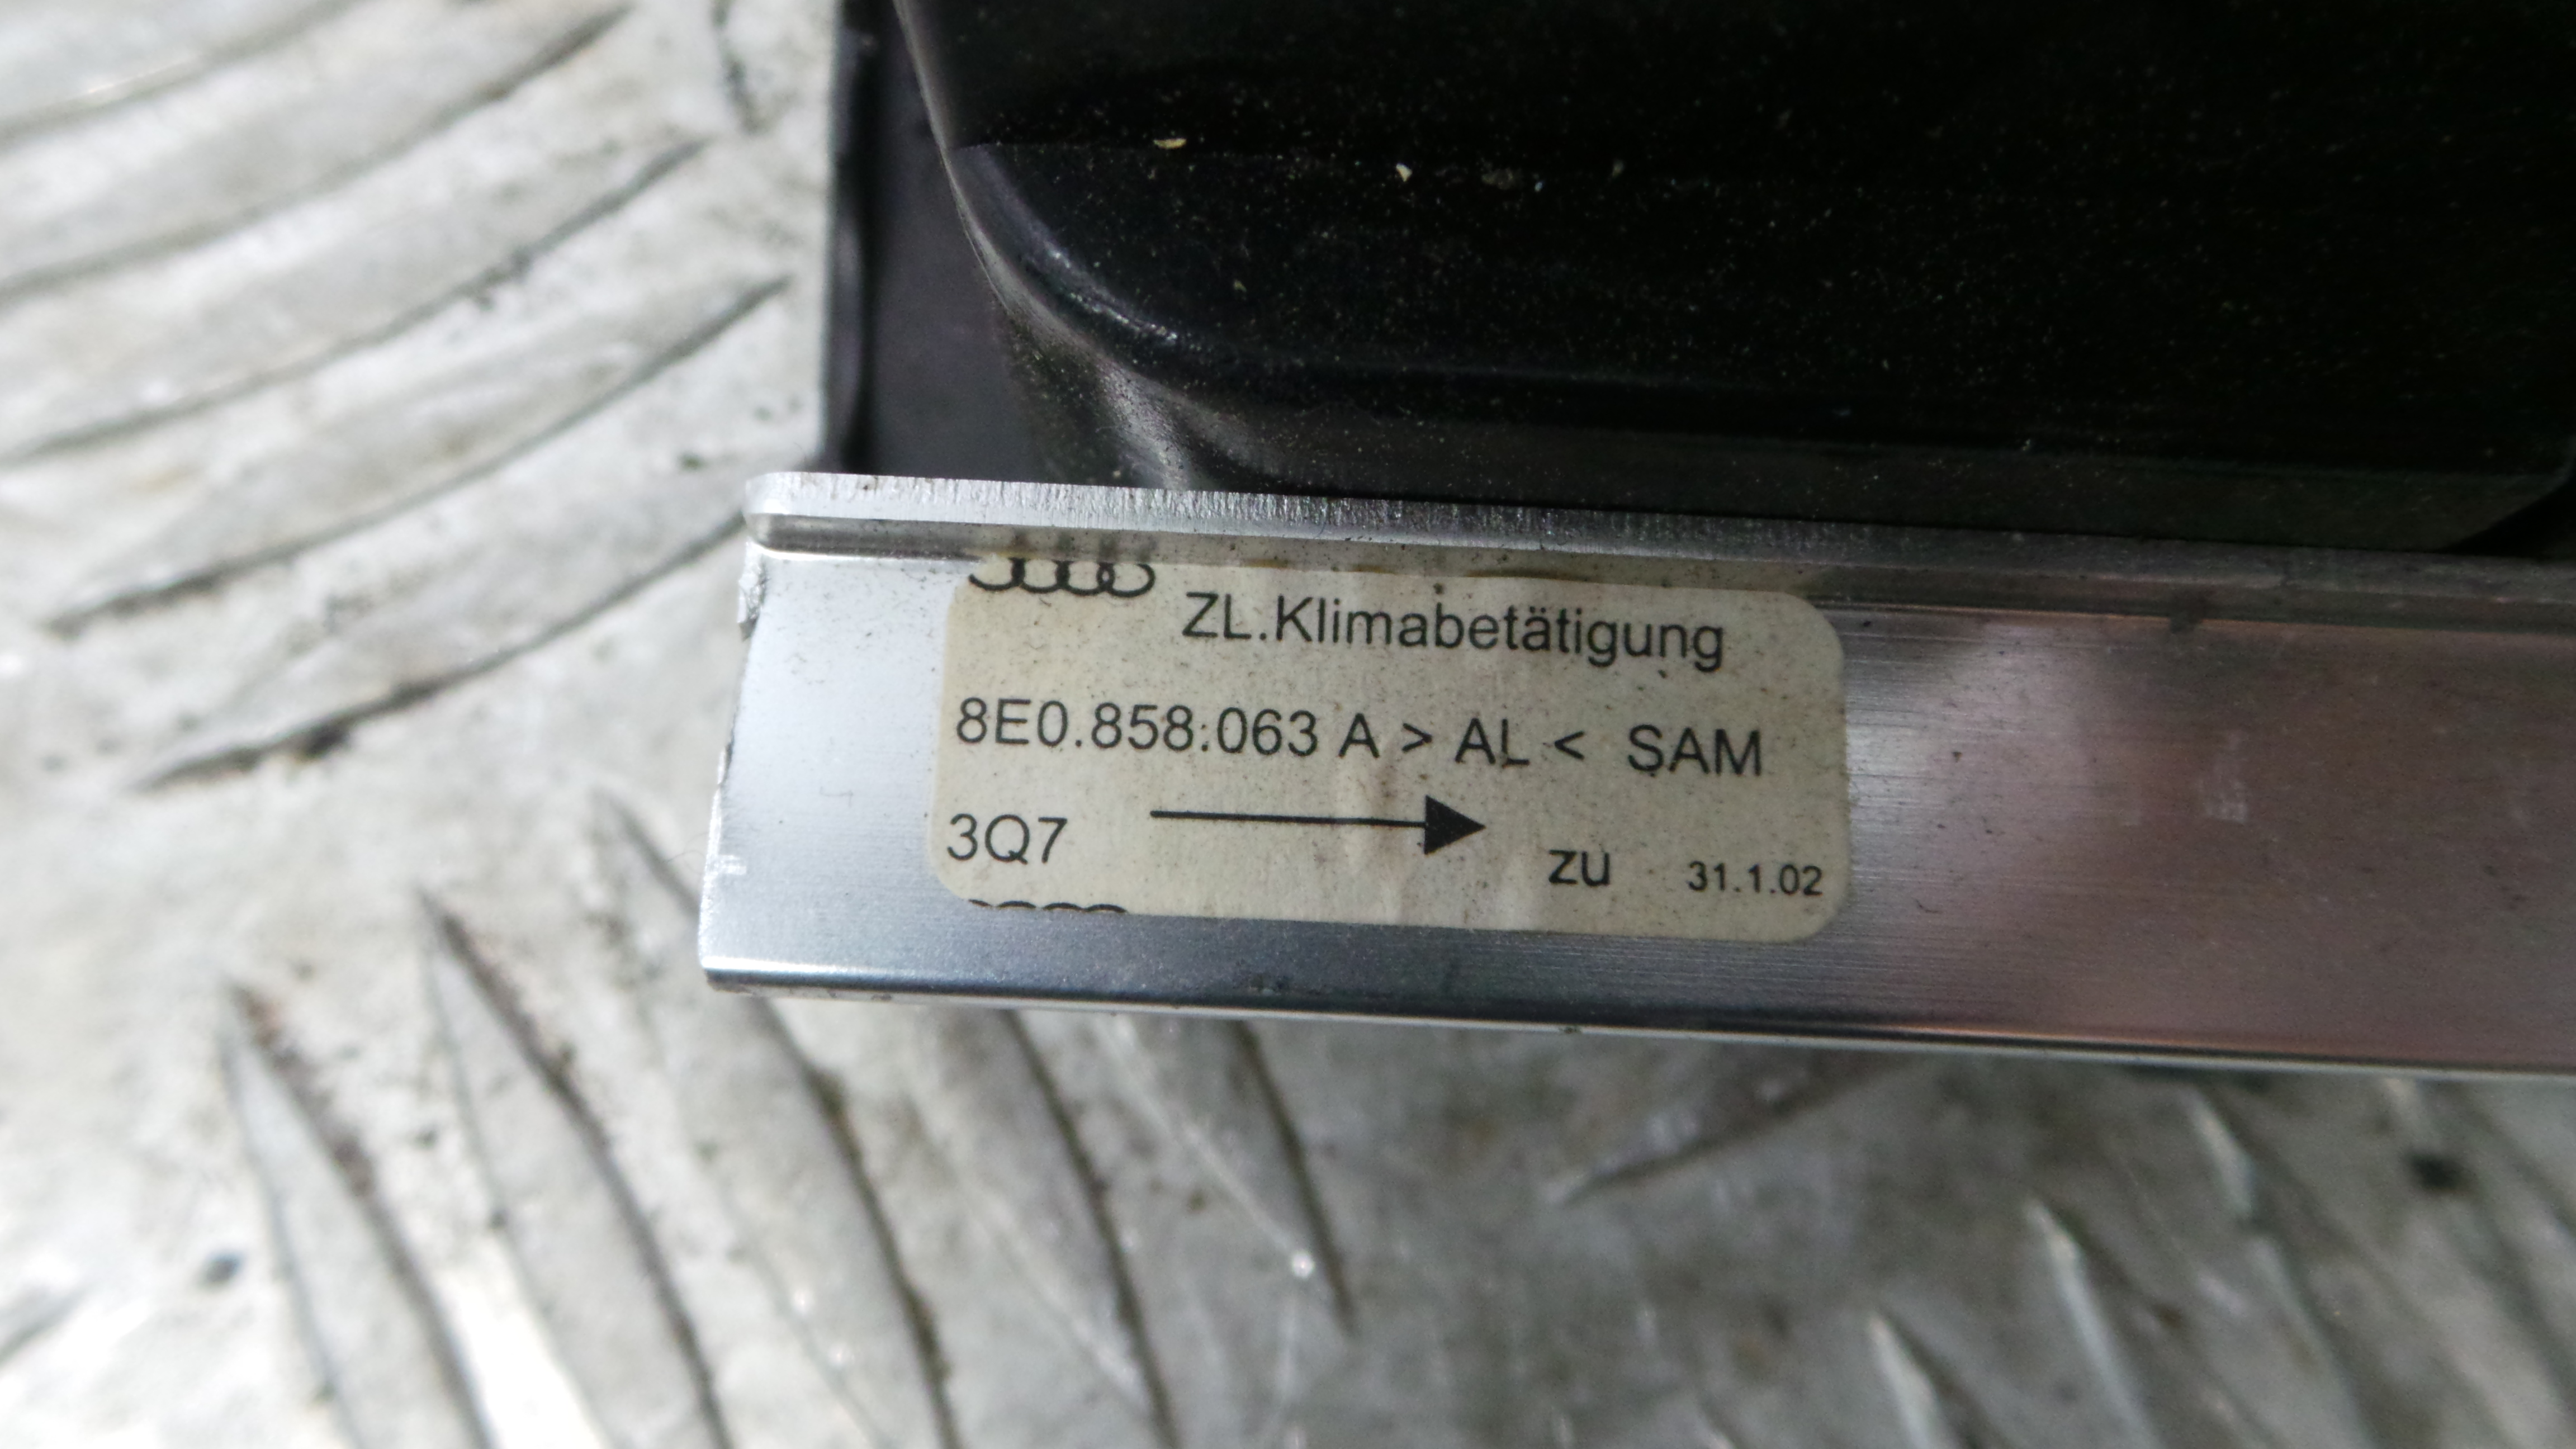 ZL.Klimabetätigung
8E0.858.063 A > AL < SAM
3Q7 zu 31.1.02